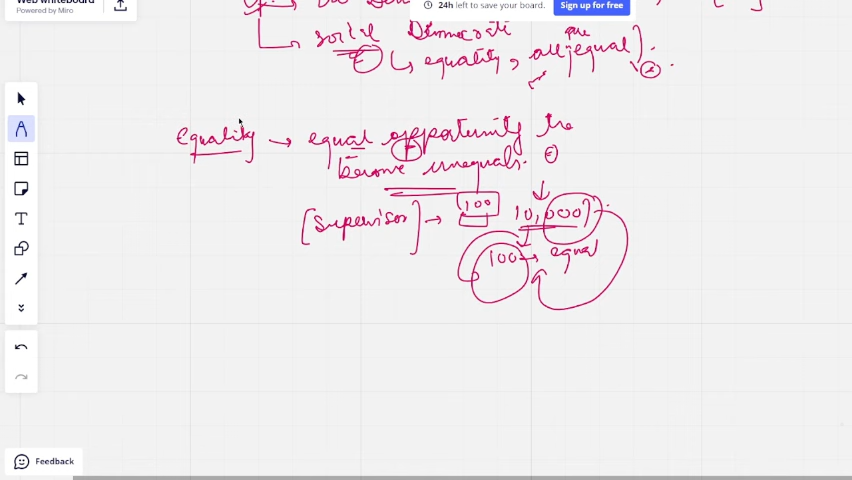 Web Whiteboard
Powered by Miro
24h left to save your board.
Sign up for free
social Democrats
equality, all equal].
Equality → equal opportunity to
become unequals.
[Supervisor] → 100 10,000]
100 → equal
Feedback